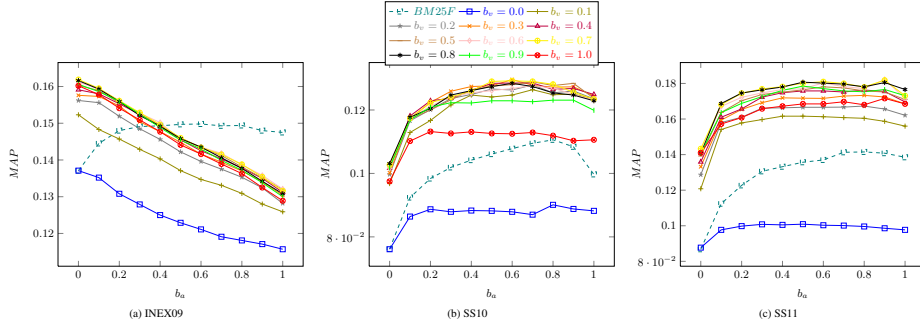 BM25F b_v = 0.0 b_v = 0.1
b_v = 0.2 b_v = 0.3 b_v = 0.4
b_v = 0.5 b_v = 0.6 b_v = 0.7
b_v = 0.8 b_v = 0.9 b_v = 1.0
MAP
0.16
0.15
0.14
0.13
0.12
0 0.2 0.4 0.6 0.8 1
b_a
(a) INEX09
MAP
0.12
0.1
8 · 10⁻²
0 0.2 0.4 0.6 0.8 1
b_a
(b) SS10
MAP
0.18
0.16
0.14
0.12
0.1
8 · 10⁻²
0 0.2 0.4 0.6 0.8 1
b_a
(c) SS11